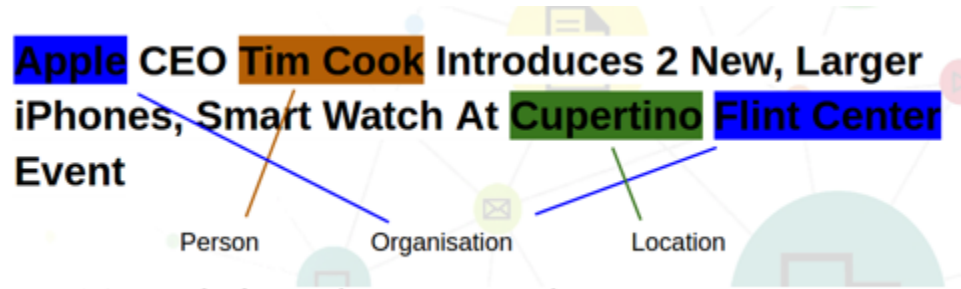 Apple CEO Tim Cook Introduces 2 New, Larger
iPhones, Smart Watch At Cupertino Flint Center
Event
Person Organisation Location